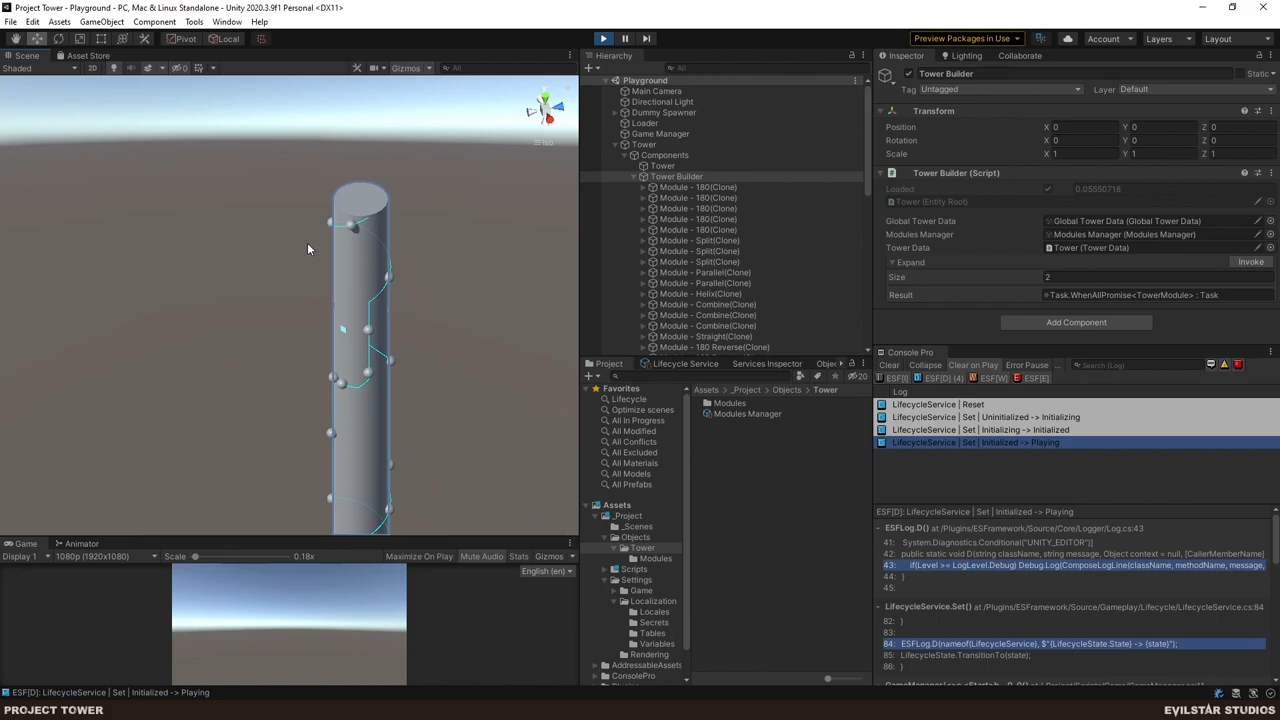 Project Tower - Playground - PC, Mac & Linux Standalone - Unity 2020.3.9f1 Personal <DX11>
File Edit Assets GameObject Component Tools Window Help
Pivot Local
Preview Packages in Use Account Layers Layout
Scene Asset Store
Shaded 2D 0 Gizmos All
Iso
Hierarchy
All
Playground
Main Camera
Directional Light
Dummy Spawner
Loader
Game Manager
Tower
Components
Tower
Tower Builder
Module - 180(Clone)
Module - 180(Clone)
Module - 180(Clone)
Module - 180(Clone)
Module - 180(Clone)
Module - Split(Clone)
Module - Split(Clone)
Module - Split(Clone)
Module - Parallel(Clone)
Module - Parallel(Clone)
Module - Helix(Clone)
Module - Combine(Clone)
Module - Combine(Clone)
Module - Combine(Clone)
Module - Straight(Clone)
Module - 180 Reverse(Clone)
Inspector Lighting Collaborate
Tower Builder Static
Tag Untagged Layer Default
Transform
Position X 0 Y 0 Z 0
Rotation X 0 Y 0 Z 0
Scale X 1 Y 1 Z 1
Tower Builder (Script)
Loaded 0.05550718
Tower (Entity Root)
Global Tower Data Global Tower Data (Global Tower Data)
Modules Manager Modules Manager (Modules Manager)
Tower Data Tower (Tower Data)
Expand Invoke
Size 2
Result Task.WhenAllPromise<TowerModule> : Task
Add Component
Project Lifecycle Service Services Inspector Obje
20
Favorites
Lifecycle
Optimize scenes
All In Progress
All Modified
All Conflicts
All Excluded
All Materials
All Models
All Prefabs
Assets
_Project
_Scenes
Objects
Tower
Modules
Scripts
Settings
Game
Localization
Locales
Secrets
Tables
Variables
Rendering
AddressableAssets
ConsolePro
Assets > _Project > Objects > Tower
Modules
Modules Manager
Console Pro
Clear Collapse Clear on Play Error Pause ... Search (Log)
ESF[I] ESF[D] (4) ESF[W] ESF[E]
Log
LifecycleService | Reset
LifecycleService | Set | Uninitialized -> Initializing
LifecycleService | Set | Initializing -> Initialized
LifecycleService | Set | Initialized -> Playing
ESF[D]: LifecycleService | Set | Initialized -> Playing
ESFLog.D() at /Plugins/ESFramework/Source/Core/Logger/Log.cs:43
41: System.Diagnostics.Conditional("UNITY_EDITOR")]
42: public static void D(string className, string message, Object context = null, [CallerMemberName]
43: if(Level >= LogLevel.Debug) Debug.Log(ComposeLogLine(className, methodName, message,
44: }
45:
LifecycleService.Set() at /Plugins/ESFramework/Source/Gameplay/Lifecycle/LifecycleService.cs:84
82: }
83:
84: ESFLog.D(nameof(LifecycleService), $"{LifecycleState.State} -> {state}");
85: LifecycleState.TransitionTo(state);
86: }
Game Animator
Display 1 1080p (1920x1080) Scale 0.18x Maximize On Play Mute Audio Stats Gizmos
English (en)
ESF[D]: LifecycleService | Set | Initialized -> Playing
PROJECT TOWER
EVILSTAR STUDIOS